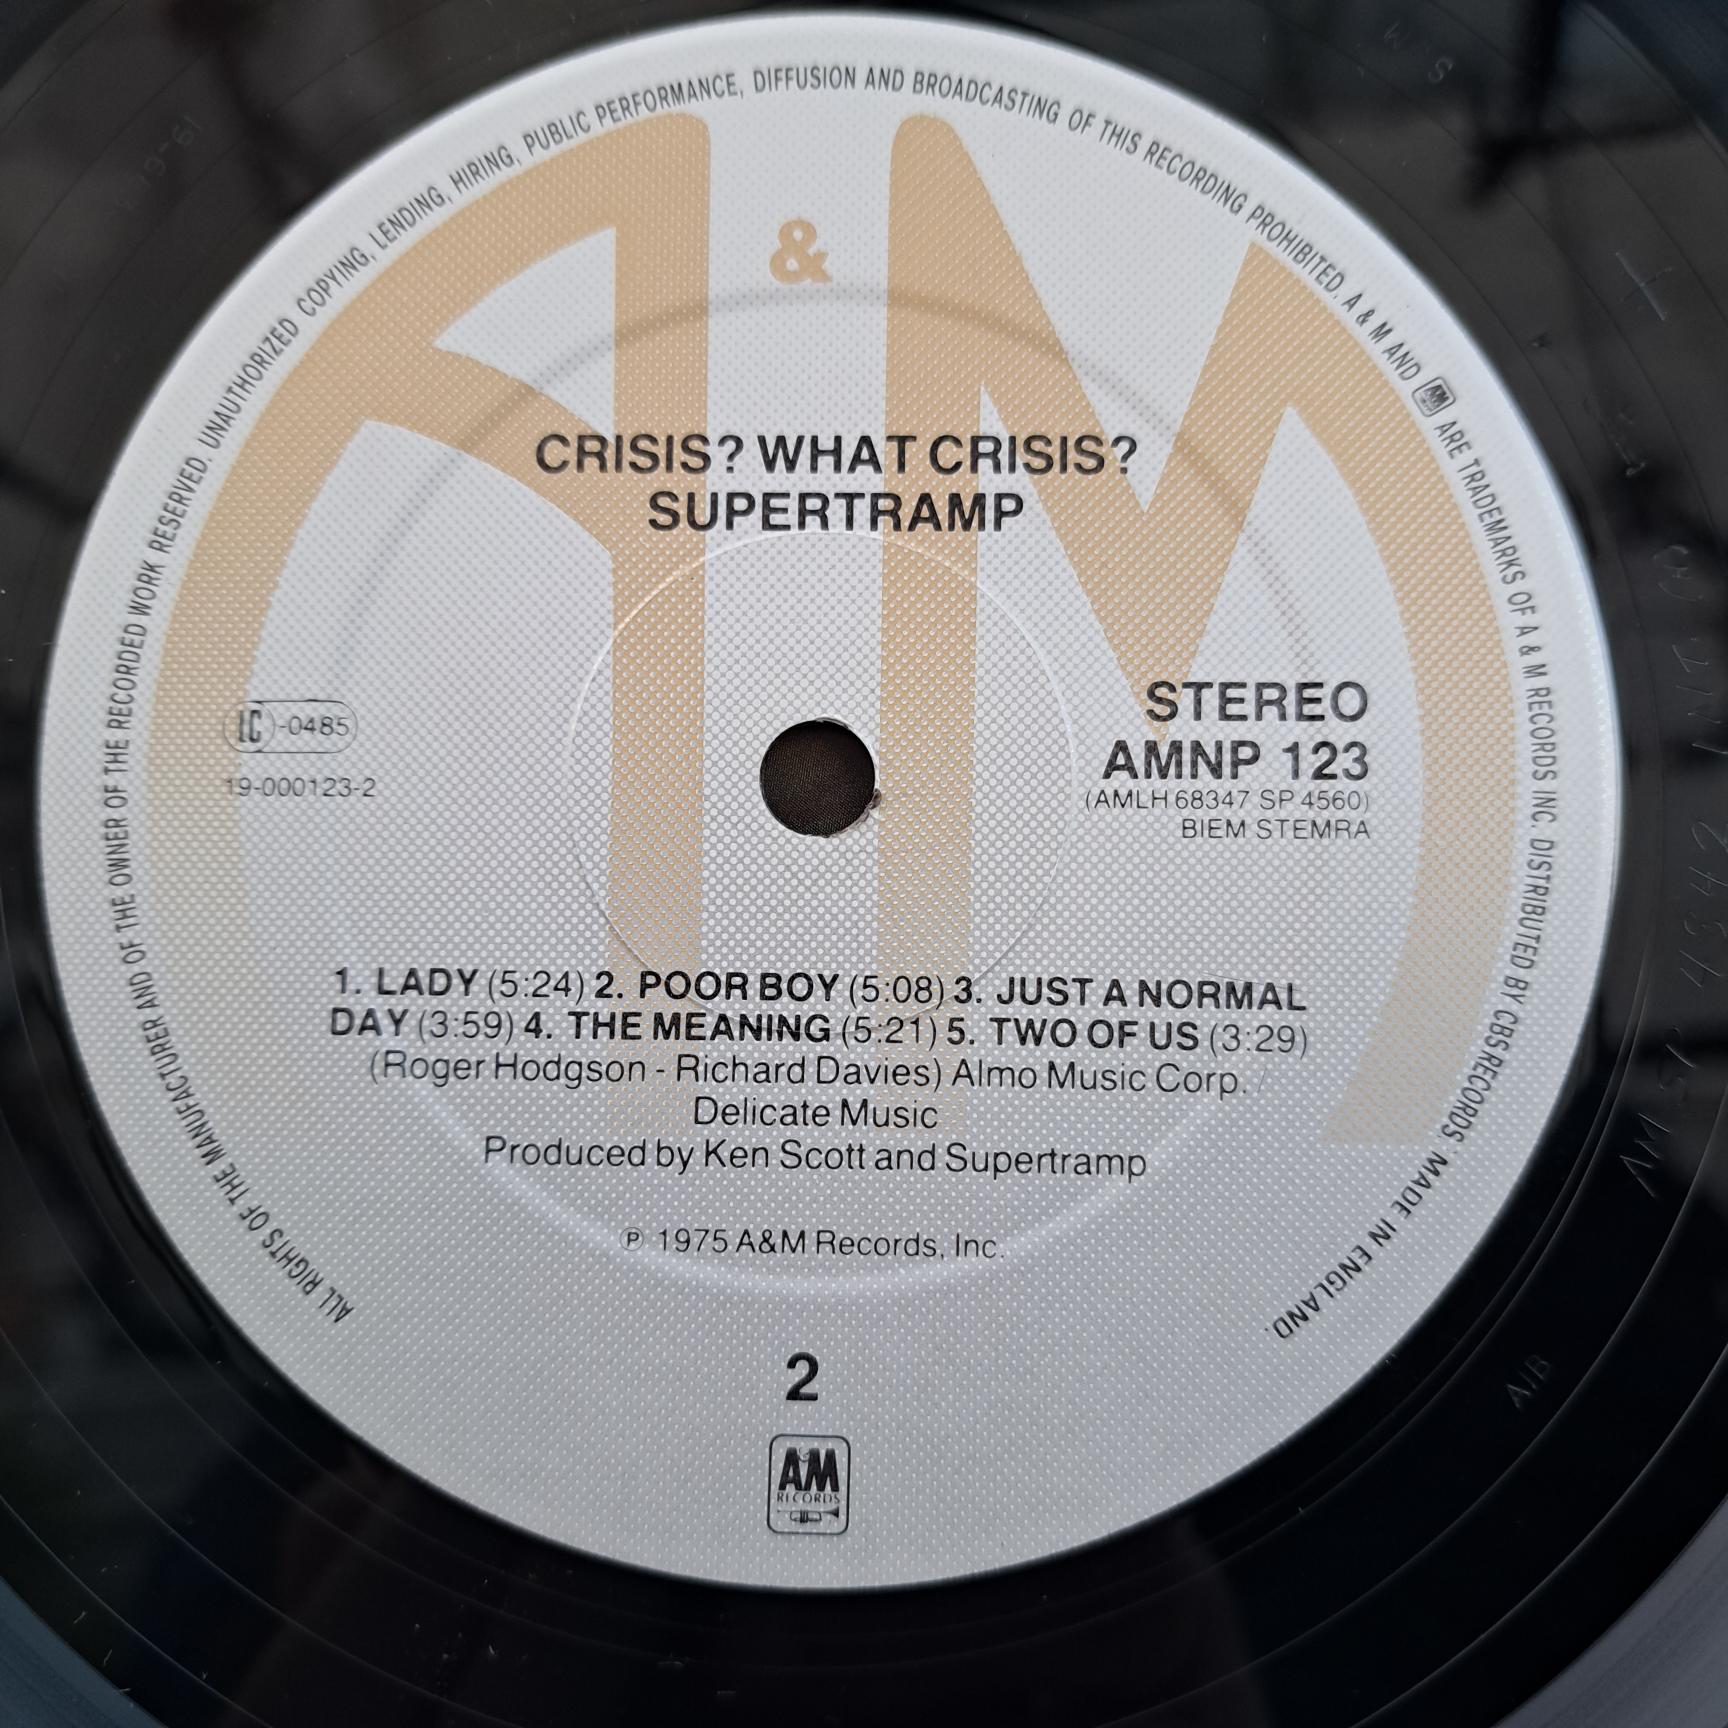 ALL RIGHTS OF THE MANUFACTURER AND OF THE OWNER OF THE RECORDED WORK RESERVED. UNAUTHORIZED COPYING, LENDING, HIRING, PUBLIC PERFORMANCE, DIFFUSION AND BROADCASTING OF THIS RECORDING PROHIBITED. A & M AND A&M ARE TRADEMARKS OF A & M RECORDS INC. DISTRIBUTED BY CBS RECORDS. MADE IN ENGLAND.
A & M
CRISIS? WHAT CRISIS?
SUPERTRAMP
LC -0485
19-000123-2
STEREO
AMNP 123
(AMLH 68347 SP 4560)
BIEM STEMRA
1. LADY (5:24) 2. POOR BOY (5:08) 3. JUST A NORMAL
DAY (3:59) 4. THE MEANING (5:21) 5. TWO OF US (3:29)
(Roger Hodgson - Richard Davies) Almo Music Corp. /
Delicate Music
Produced by Ken Scott and Supertramp
℗ 1975 A&M Records, Inc.
2
A&M
RECORDS